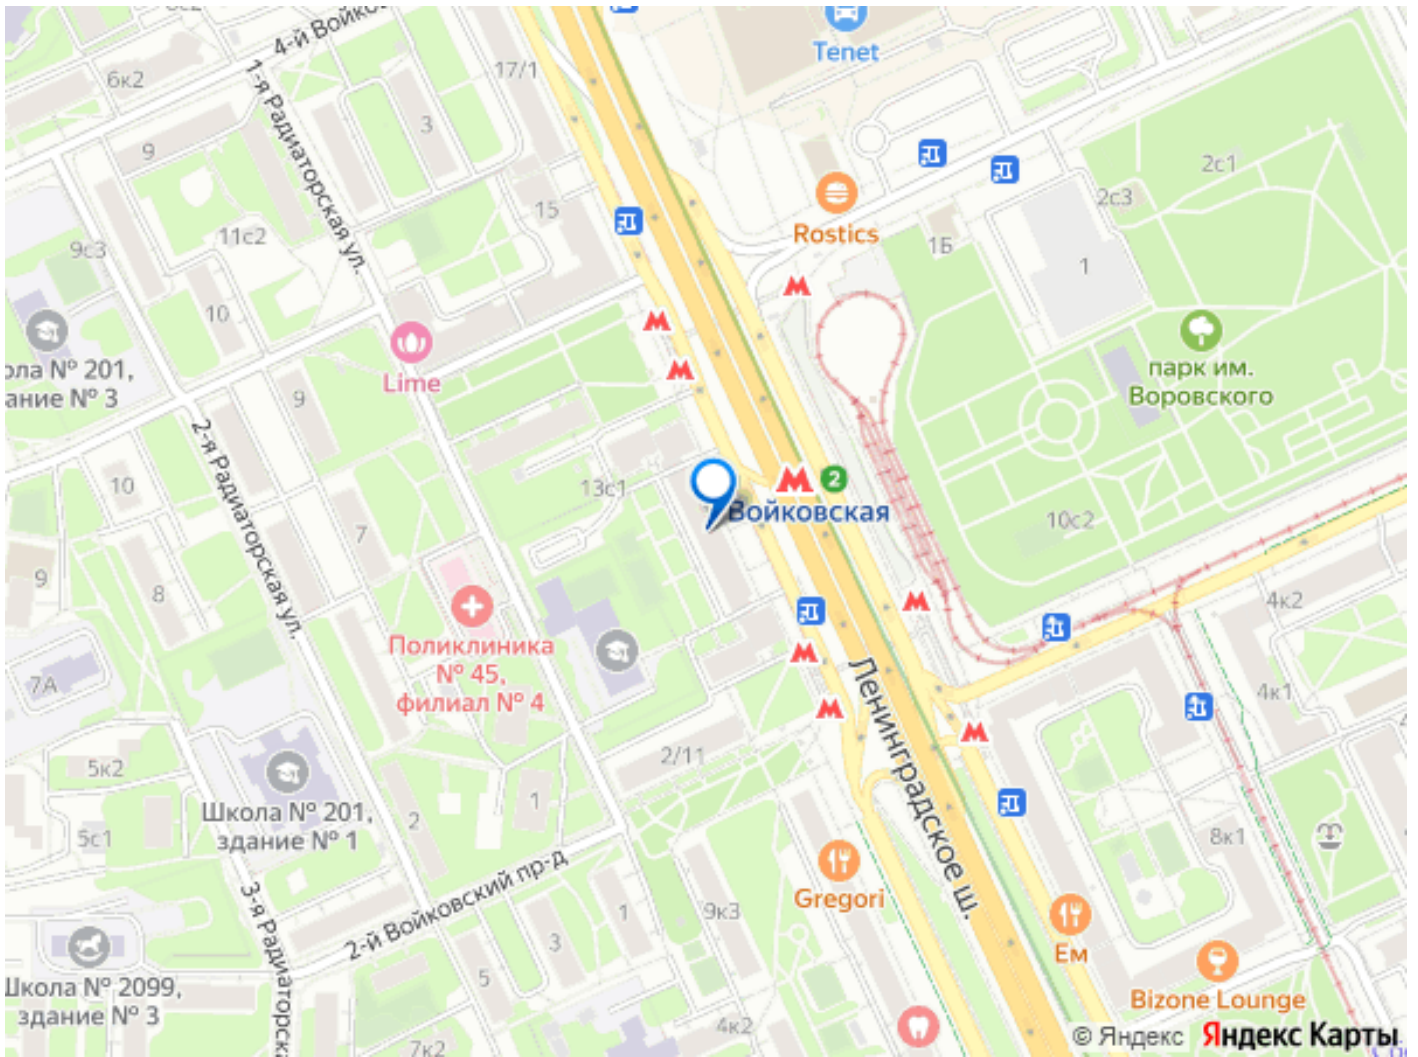 6с2
4-й Войко
6к2
17/1
Tenet
1-я Радиаторская ул.
3
9
2с1
2с3
15
11с2
Rostics
1Б
9с3
1
10
ола № 201,
ание № 3
Lime
парк им.
Воровского
9
2-я Радиаторская ул.
10
13с1
2
Войковская
10с2
7
9
8
4к2
Поликлиника
№ 45,
филиал № 4
7А
4к1
Ленинградское ш.
2/11
5к2
1
Школа № 201,
здание № 1
2
5с1
8к1
2-й Войковский пр-д
Gregori
3-я Радиаторска
1
9к3
3
Ем
5
Школа № 2099,
здание № 3
Bizone Lounge
4к2
7к2
© Яндекс Яндекс Карты